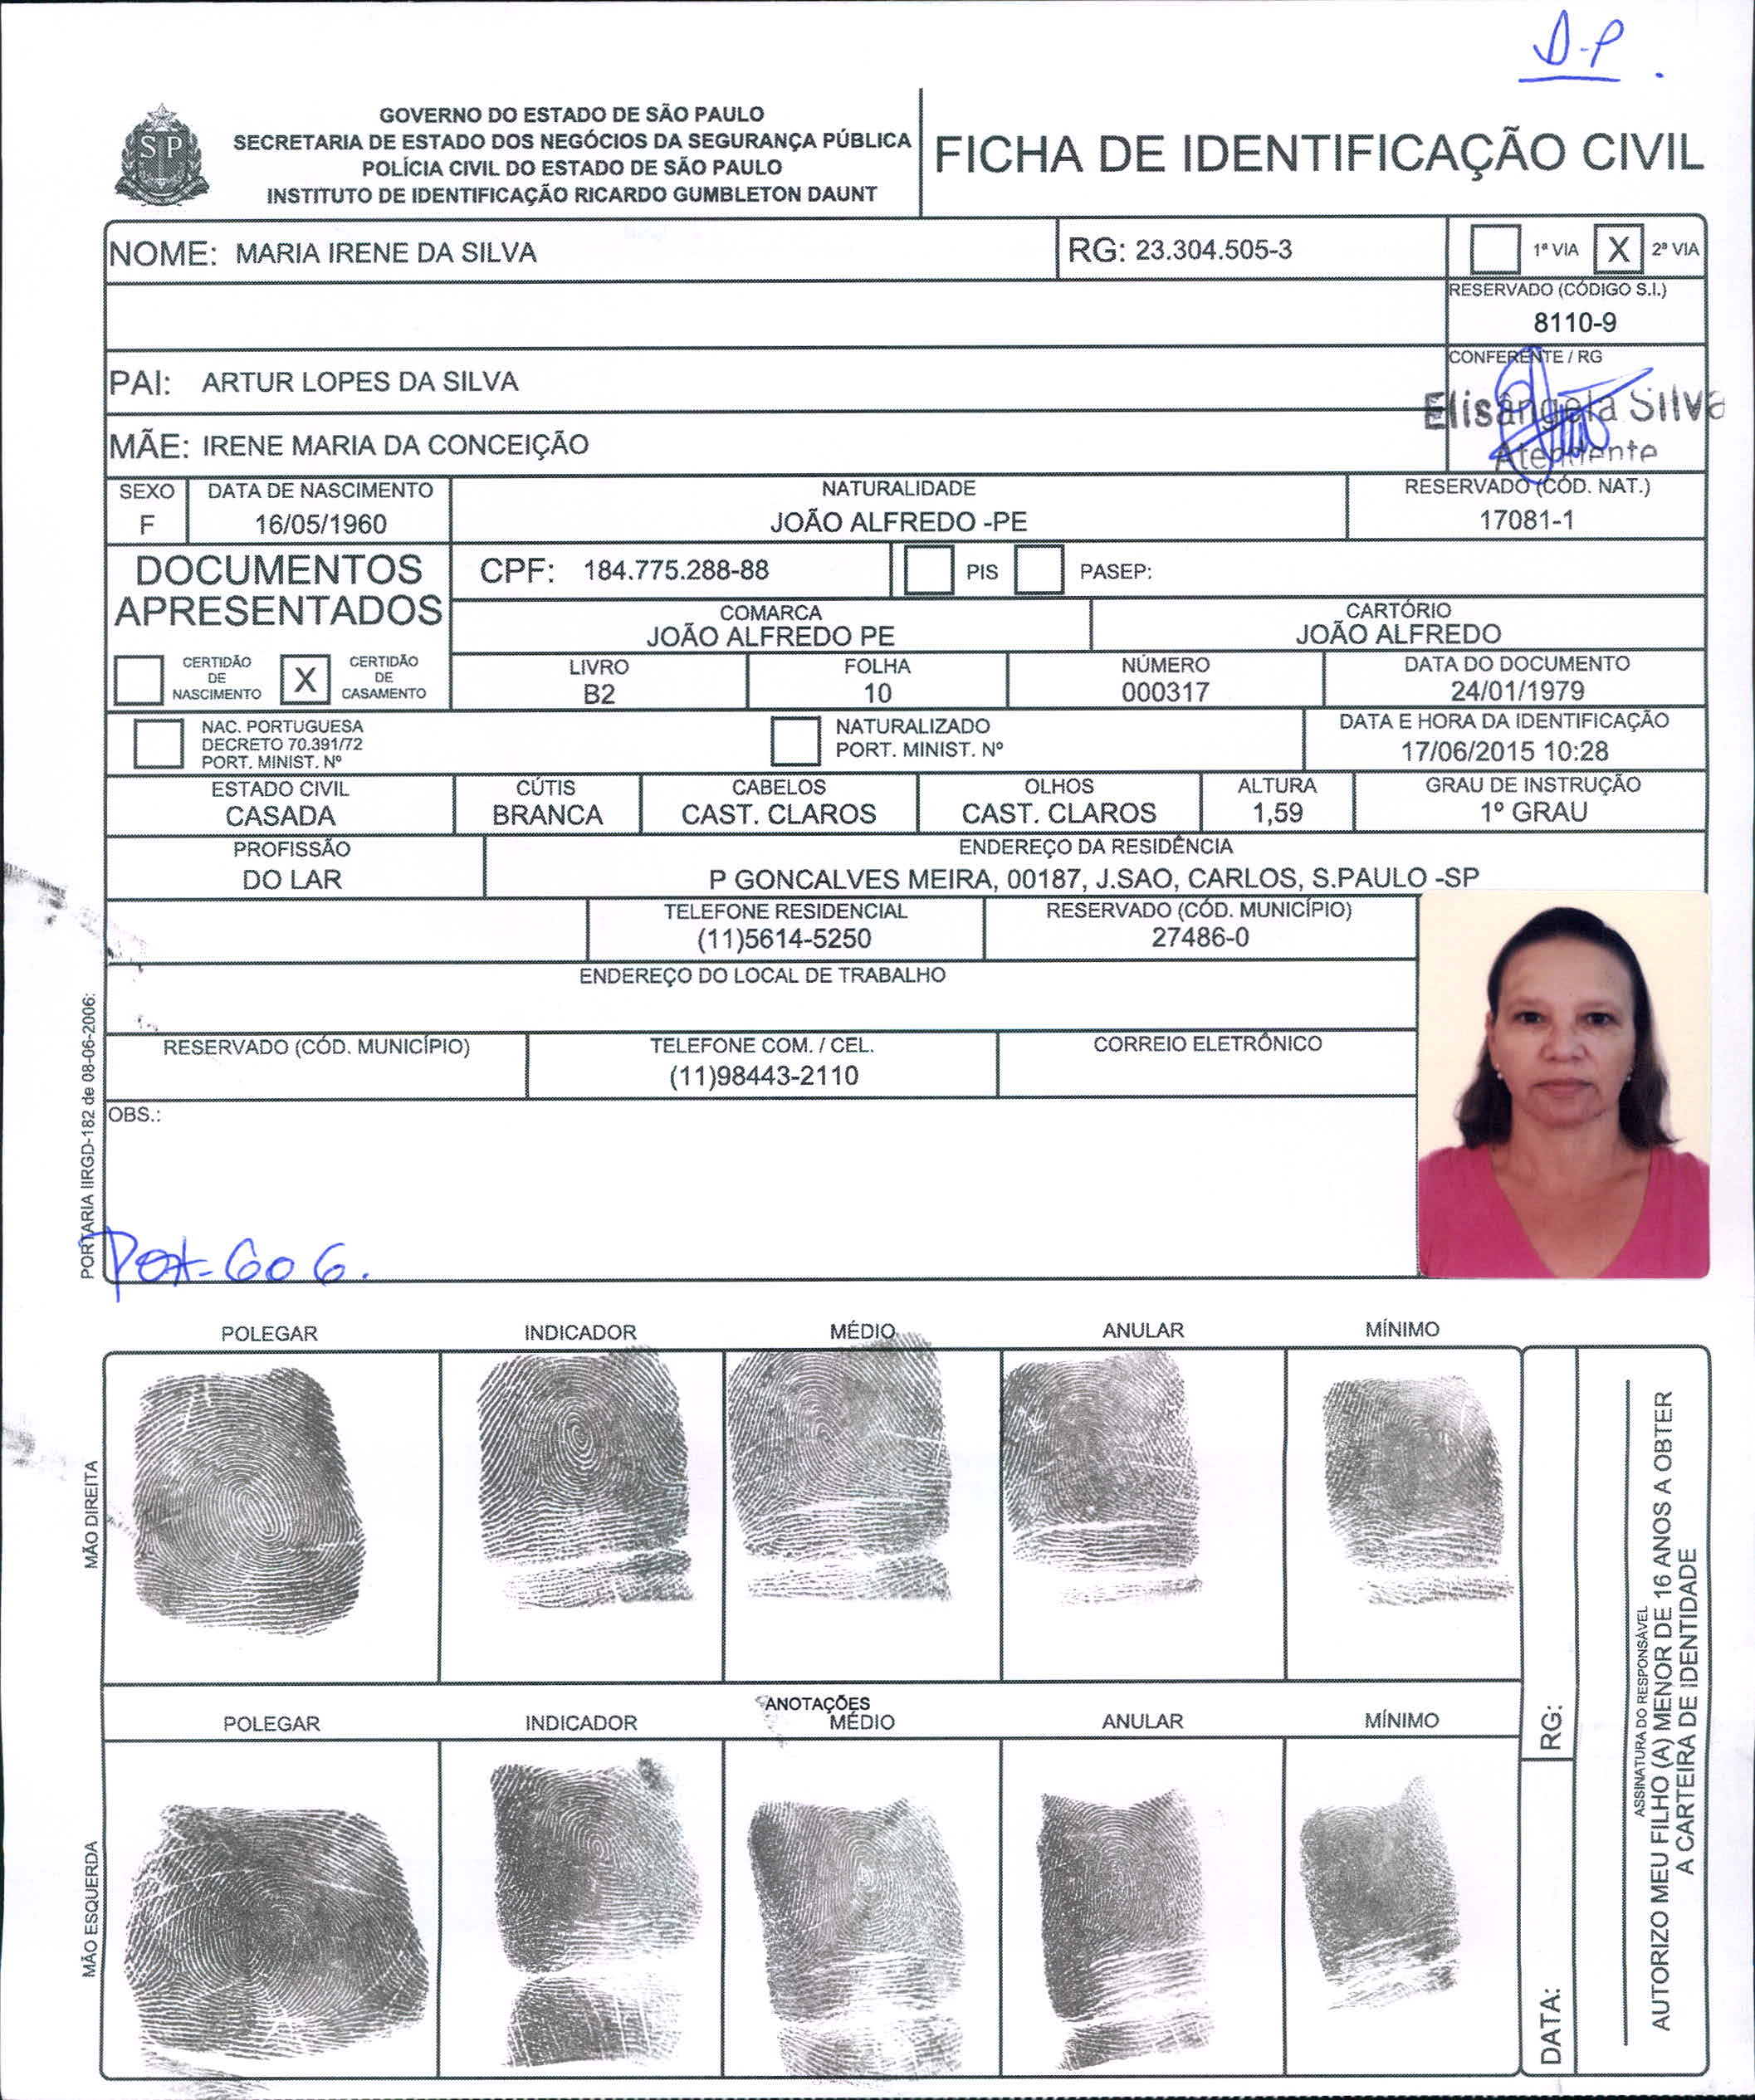 D-P.
GOVERNO DO ESTADO DE SÃO PAULO
SECRETARIA DE ESTADO DOS NEGÓCIOS DA SEGURANÇA PÚBLICA
POLÍCIA CIVIL DO ESTADO DE SÃO PAULO
INSTITUTO DE IDENTIFICAÇÃO RICARDO GUMBLETON DAUNT
SP
FICHA DE IDENTIFICAÇÃO CIVIL
NOME: MARIA IRENE DA SILVA
RG: 23.304.505-3
1ª VIA X 2ª VIA
RESERVADO (CÓDIGO S.I.)
8110-9
PAI: ARTUR LOPES DA SILVA
CONFERENTE / RG
Elisângela Silva
Atendente
MÃE: IRENE MARIA DA CONCEIÇÃO
SEXO
F
DATA DE NASCIMENTO
16/05/1960
NATURALIDADE
JOÃO ALFREDO -PE
RESERVADO (CÓD. NAT.)
17081-1
DOCUMENTOS
APRESENTADOS
CPF: 184.775.288-88
PIS
PASEP:
COMARCA
JOÃO ALFREDO PE
CARTÓRIO
JOÃO ALFREDO
CERTIDÃO
DE
NASCIMENTO
X
CERTIDÃO
DE
CASAMENTO
LIVRO
B2
FOLHA
10
NÚMERO
000317
DATA DO DOCUMENTO
24/01/1979
NAC. PORTUGUESA
DECRETO 70.391/72
PORT. MINIST. Nº
NATURALIZADO
PORT. MINIST. Nº
DATA E HORA DA IDENTIFICAÇÃO
17/06/2015 10:28
ESTADO CIVIL
CASADA
CÚTIS
BRANCA
CABELOS
CAST. CLAROS
OLHOS
CAST. CLAROS
ALTURA
1,59
GRAU DE INSTRUÇÃO
1º GRAU
PROFISSÃO
DO LAR
ENDEREÇO DA RESIDÊNCIA
P GONCALVES MEIRA, 00187, J.SAO, CARLOS, S.PAULO -SP
TELEFONE RESIDENCIAL
(11)5614-5250
RESERVADO (CÓD. MUNICÍPIO)
27486-0
ENDEREÇO DO LOCAL DE TRABALHO
RESERVADO (CÓD. MUNICÍPIO)
TELEFONE COM. / CEL.
(11)98443-2110
CORREIO ELETRÔNICO
OBS.:
PORTARIA IIRGD-182 de 08-06-2006:
POLEGAR
INDICADOR
MÉDIO
ANULAR
MÍNIMO
MÃO DIREITA
ANOTAÇÕES
POLEGAR
INDICADOR
MÉDIO
ANULAR
MÍNIMO
MÃO ESQUERDA
RG:
DATA:
ASSINATURA DO RESPONSÁVEL
AUTORIZO MEU FILHO (A) MENOR DE 16 ANOS A OBTER
A CARTEIRA DE IDENTIDADE